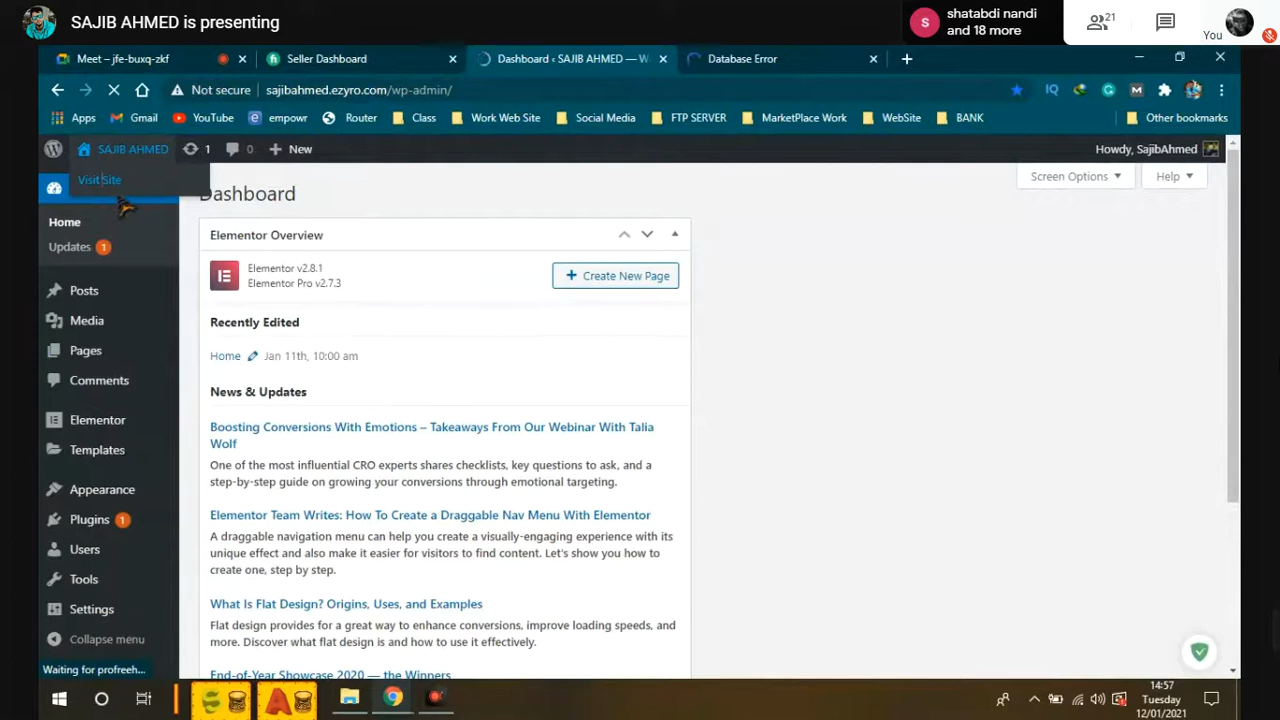 SAJIB AHMED is presenting
shatabdi nandi
and 18 more
21
You
Meet – jfe-buxq-zkf
Seller Dashboard
Dashboard ‹ SAJIB AHMED — W
Database Error
Not secure
sajibahmed.ezyro.com/wp-admin/
Apps
Gmail
YouTube
empowr
Router
Class
Work Web Site
Social Media
FTP SERVER
MarketPlace Work
WebSite
BANK
Other bookmarks
SAJIB AHMED
1
0
New
Howdy, SajibAhmed
Visit Site
Screen Options
Help
Dashboard
Home
Updates 1
Posts
Media
Pages
Comments
Elementor
Templates
Appearance
Plugins 1
Users
Tools
Settings
Collapse menu
Elementor Overview
Elementor v2.8.1
Elementor Pro v2.7.3
Create New Page
Recently Edited
Home Jan 11th, 10:00 am
News & Updates
Boosting Conversions With Emotions – Takeaways From Our Webinar With Talia
Wolf
One of the most influential CRO experts shares checklists, key questions to ask, and a
step-by-step guide on growing your conversions through emotional targeting.
Elementor Team Writes: How To Create a Draggable Nav Menu With Elementor
A draggable navigation menu can help you create a visually-engaging experience with its
unique effect and also make it easier for visitors to find content. Let's show you how to
create one, step by step.
What Is Flat Design? Origins, Uses, and Examples
Flat design provides for a great way to enhance conversions, improve loading speeds, and
more. Discover what flat design is and how to use it effectively.
End-of-Year Showcase 2020 — the Winners
Waiting for profreeh...
14:57
Tuesday
12/01/2021